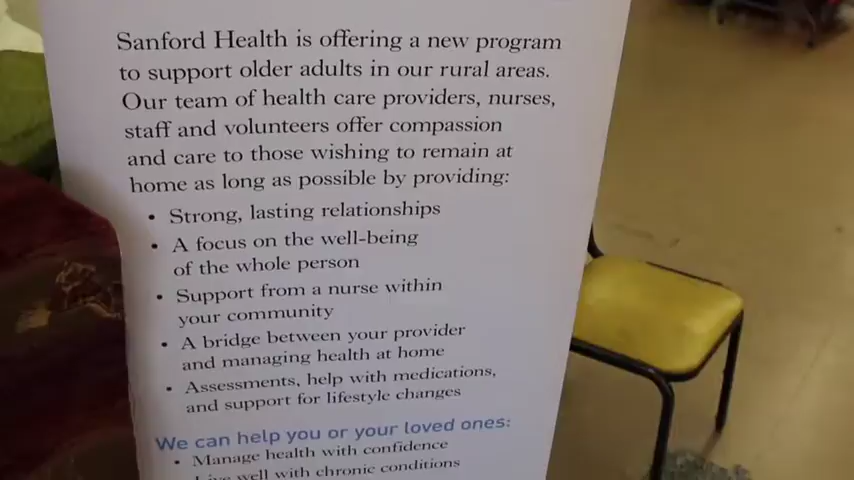 Sanford Health is offering a new program
to support older adults in our rural areas.
Our team of health care providers, nurses,
staff and volunteers offer compassion
and care to those wishing to remain at
home as long as possible by providing:
• Strong, lasting relationships
• A focus on the well-being
of the whole person
• Support from a nurse within
your community
• A bridge between your provider
and managing health at home
• Assessments, help with medications,
and support for lifestyle changes
We can help you or your loved ones:
• Manage health with confidence
Live well with chronic conditions